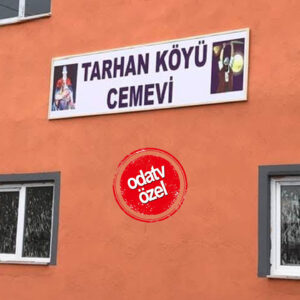 TARHAN KÖYÜ
CEMEVİ
odatv
özel